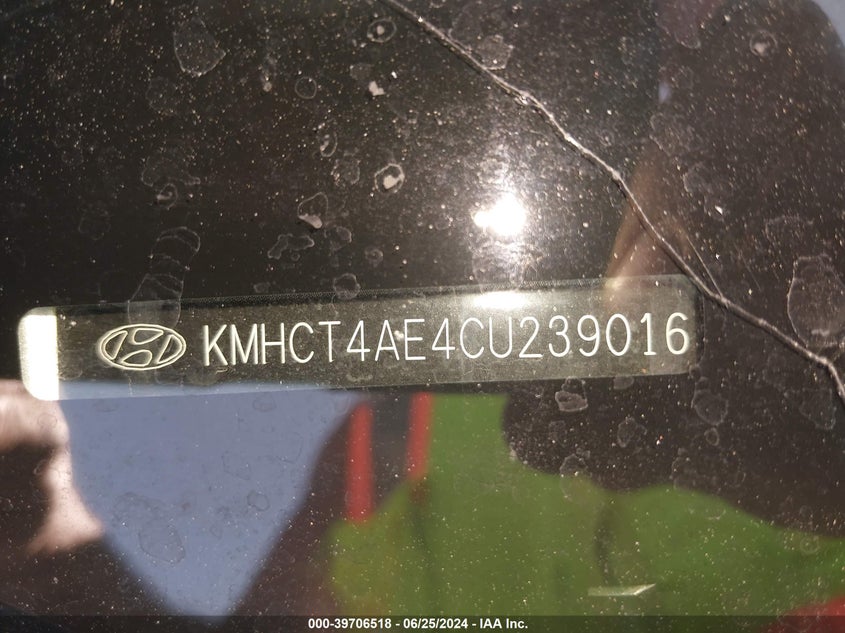 KMHCT4AE4CU239016
000-39706518 - 06/25/2024 - IAA Inc.